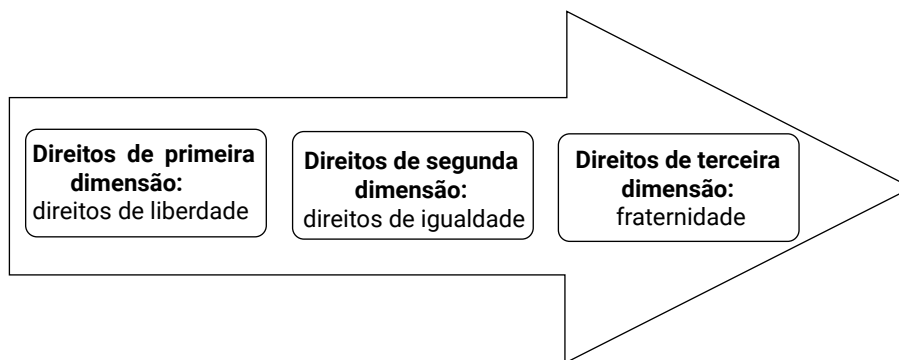 Direitos de primeira
dimensão:
direitos de liberdade
Direitos de segunda
dimensão:
direitos de igualdade
Direitos de terceira
dimensão:
fraternidade